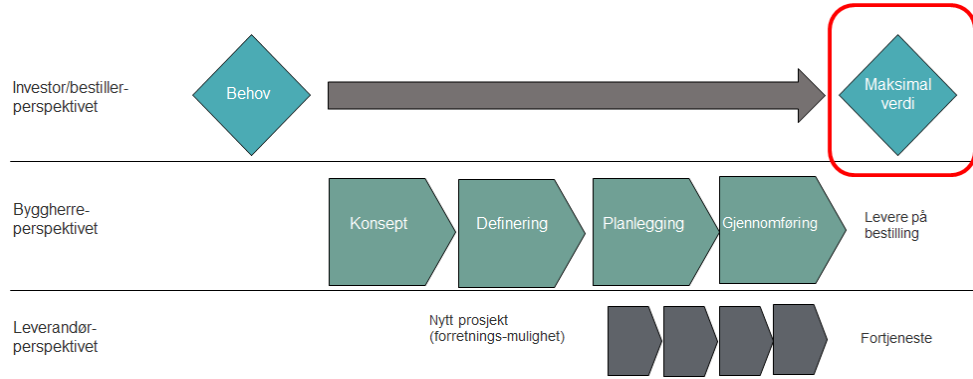 Investor/bestiller-
perspektivet
Behov
Maksimal
verdi
Byggherre-
perspektivet
Konsept
Definering
Planlegging
Gjennomføring
Levere på
bestilling
Leverandør-
perspektivet
Nytt prosjekt
(forretnings-mulighet)
Fortjeneste